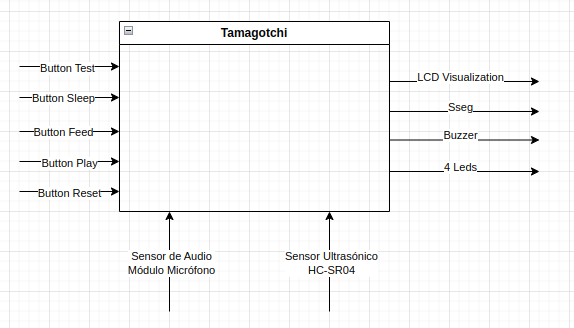 Tamagotchi
Button Test
Button Sleep
Button Feed
Button Play
Button Reset
LCD Visualization
Sseg
Buzzer
4 Leds
Sensor de Audio
Módulo Micrófono
Sensor Ultrasónico
HC-SR04